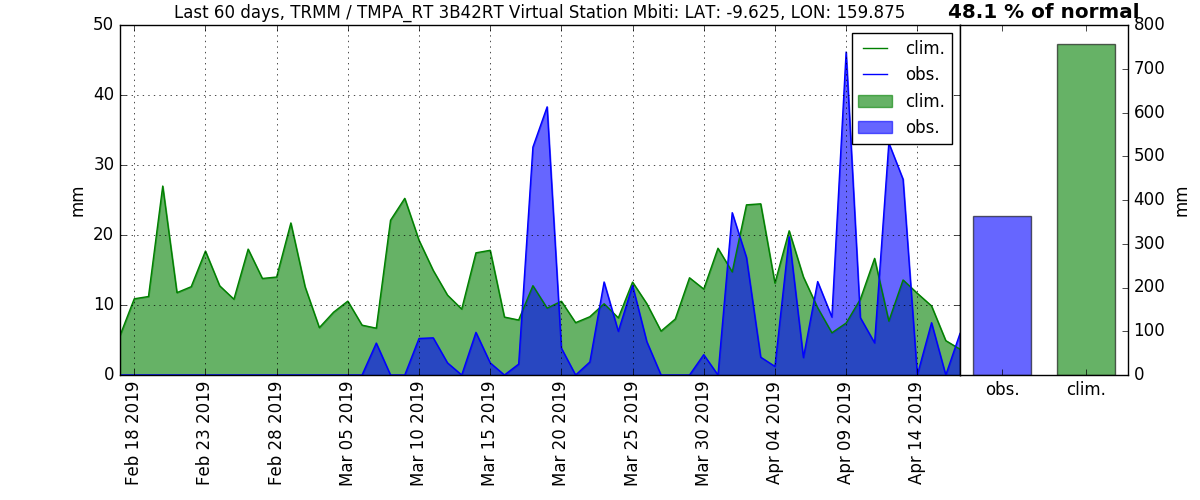 Last 60 days, TRMM / TMPA_RT 3B42RT Virtual Station Mbiti: LAT: -9.625, LON: 159.875
48.1 % of normal
50
40
30
20
10
0
mm
clim.
obs.
clim.
obs.
800
700
600
500
400
300
200
100
0
mm
obs.
clim.
Feb 18 2019
Feb 23 2019
Feb 28 2019
Mar 05 2019
Mar 10 2019
Mar 15 2019
Mar 20 2019
Mar 25 2019
Mar 30 2019
Apr 04 2019
Apr 09 2019
Apr 14 2019